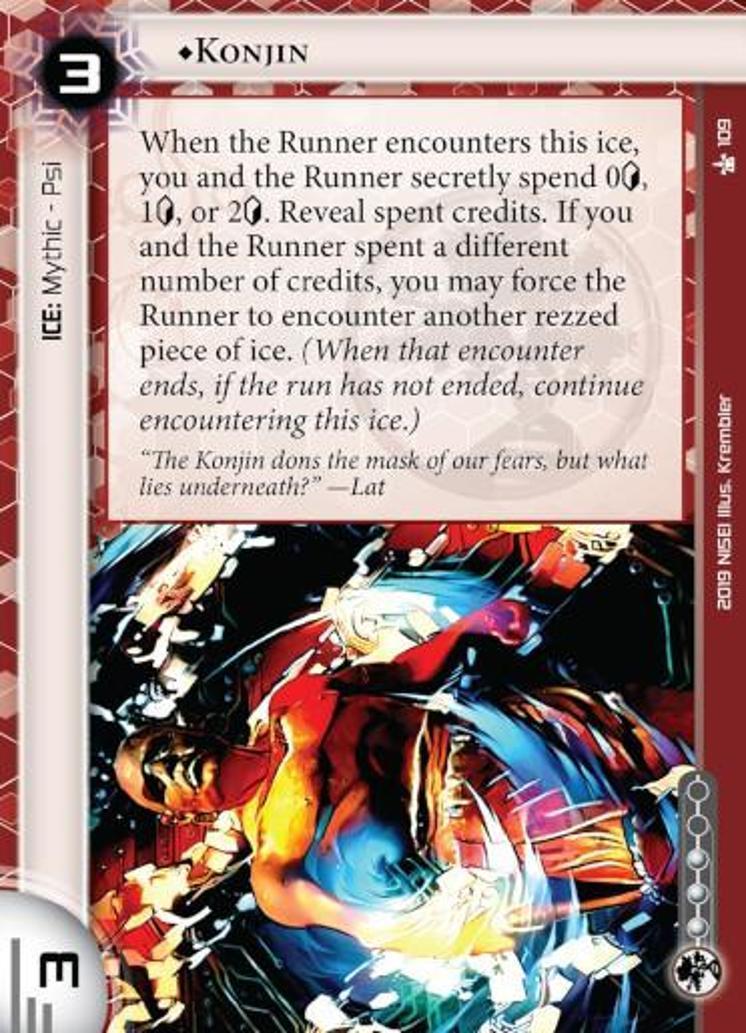 3
◆Konjin
ICE: Mythic - Psi
When the Runner encounters this ice,
you and the Runner secretly spend 0,
1, or 2. Reveal spent credits. If you
and the Runner spent a different
number of credits, you may force the
Runner to encounter another rezzed
piece of ice. (When that encounter
ends, if the run has not ended, continue
encountering this ice.)
“The Konjin dons the mask of our fears, but what
lies underneath?” —Lat
109
2019 NISEI Illus. Krembler
3